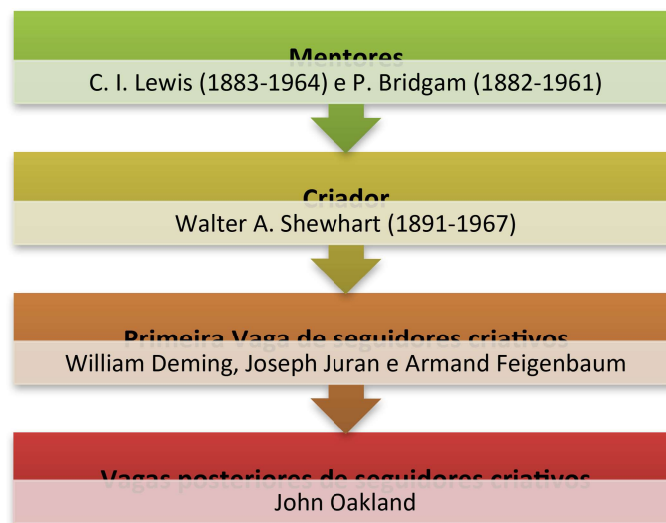 Mentores
C. I. Lewis (1883-1964) e P. Bridgam (1882-1961)
Criador
Walter A. Shewhart (1891-1967)
Primeira Vaga de seguidores criativos
William Deming, Joseph Juran e Armand Feigenbaum
Vagas posteriores de seguidores criativos
John Oakland